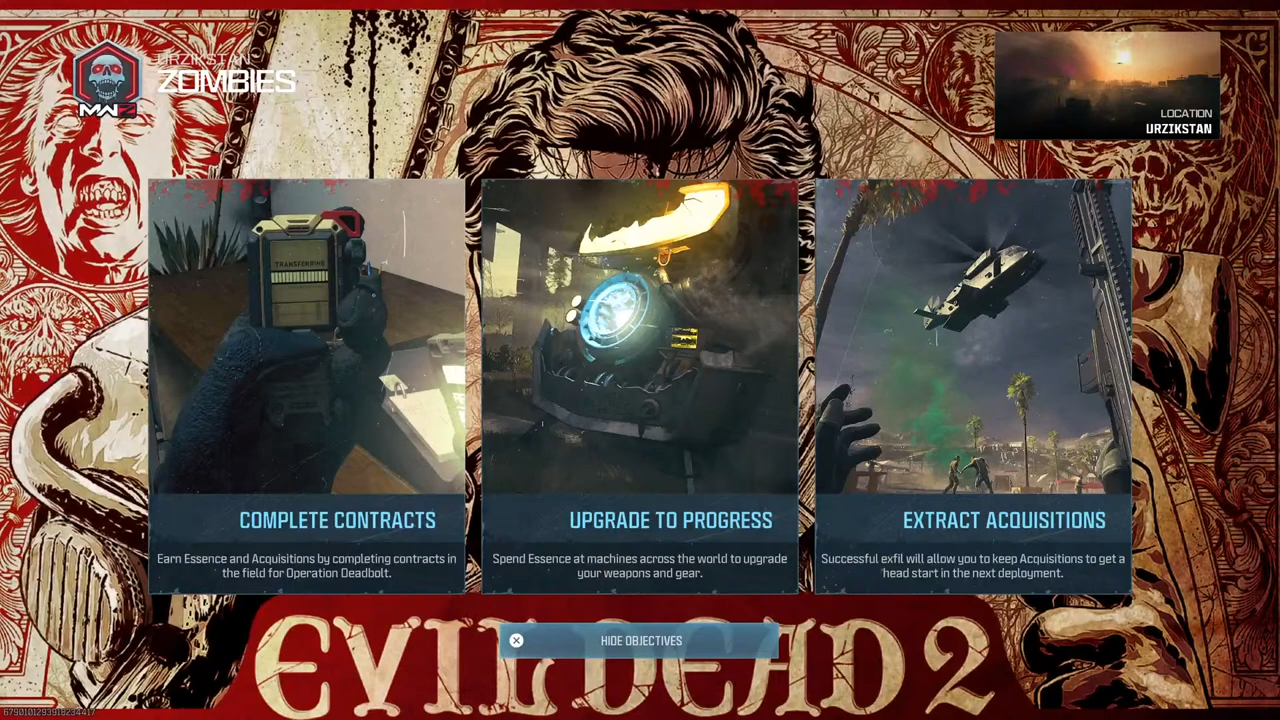 URZIKSTAN
ZOMBIES
MWZ
LOCATION
URZIKSTAN
TRANSFERRING
COMPLETE CONTRACTS
Earn Essence and Acquisitions by completing contracts in
the field for Operation Deadbolt.
UPGRADE TO PROGRESS
Spend Essence at machines across the world to upgrade
your weapons and gear.
EXTRACT ACQUISITIONS
Successful exfil will allow you to keep Acquisitions to get a
head start in the next deployment.
HIDE OBJECTIVES
EVIL DEAD 2